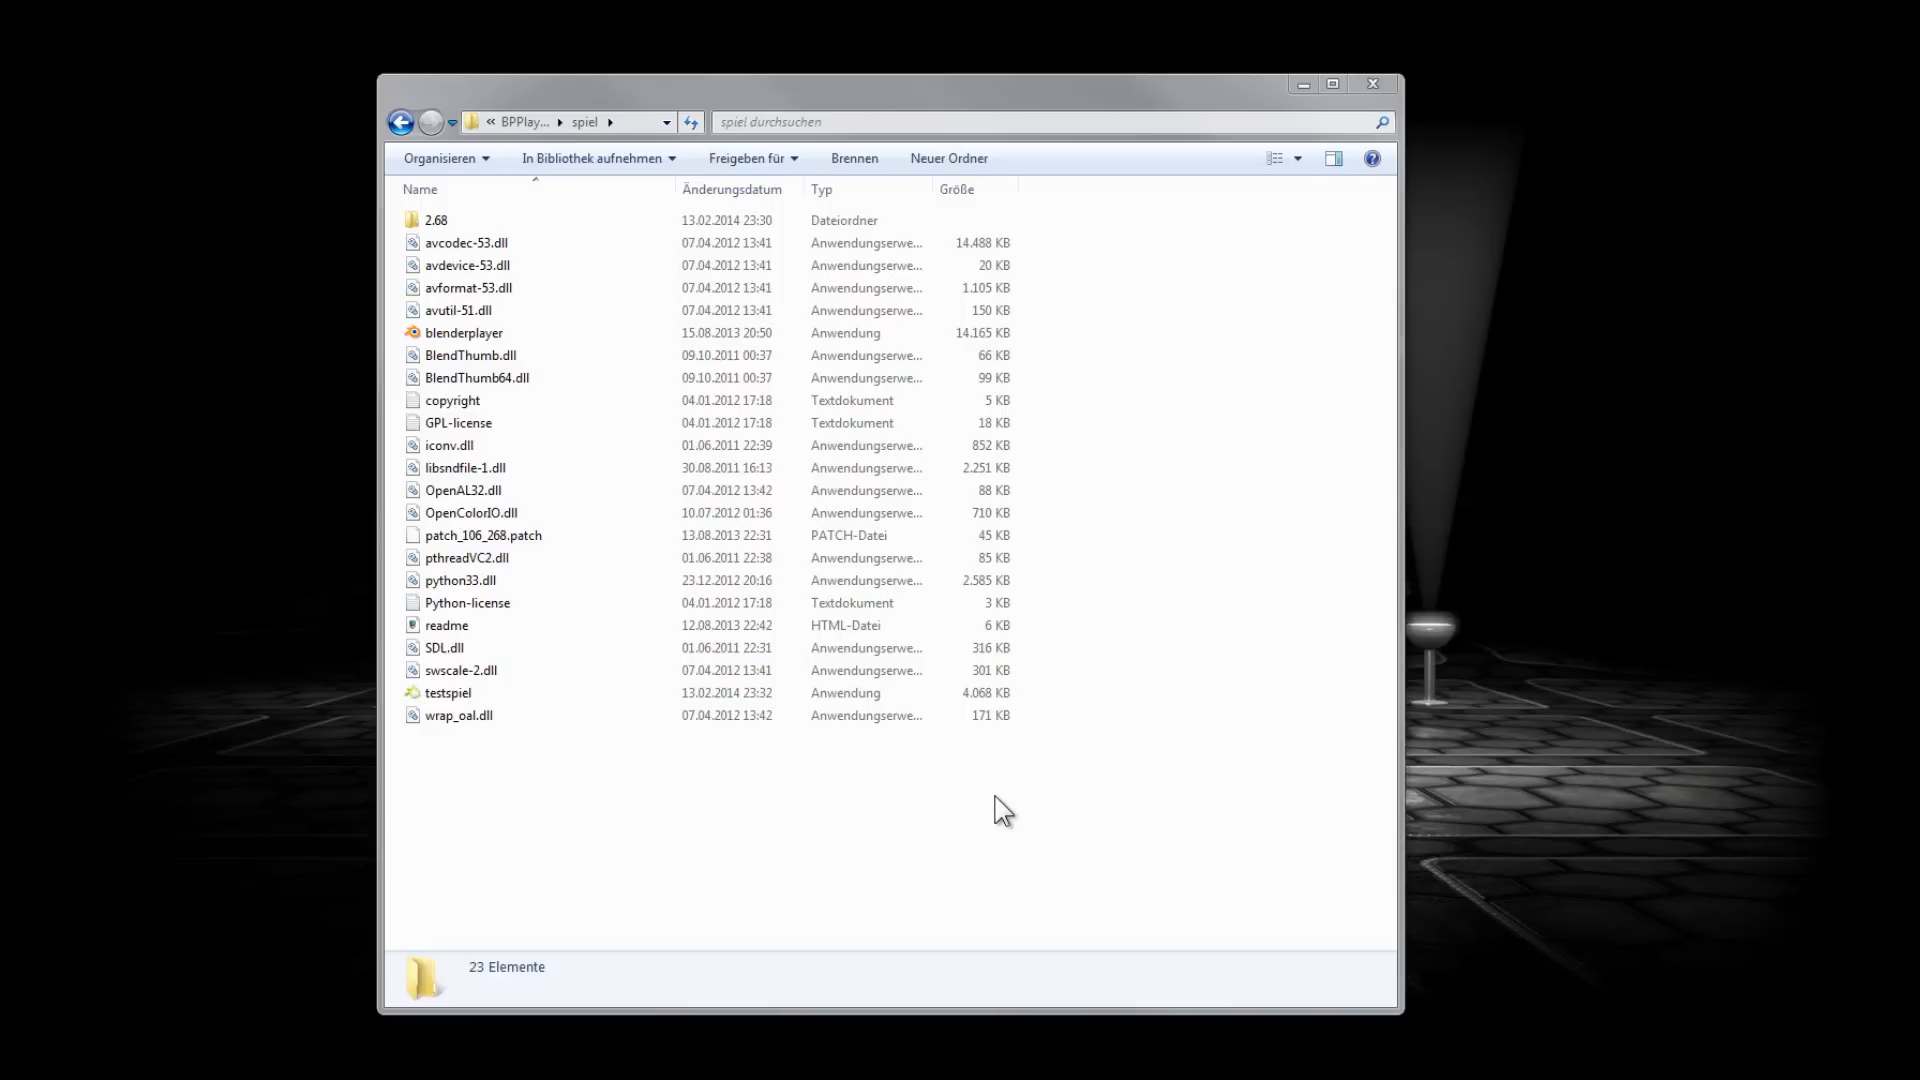 « BPPlay... ▸ spiel ▸ spiel durchsuchen
Organisieren In Bibliothek aufnehmen Freigeben für Brennen Neuer Ordner
Name Änderungsdatum Typ Größe
2.68 13.02.2014 23:30 Dateiordner
avcodec-53.dll 07.04.2012 13:41 Anwendungserwe... 14.488 KB
avdevice-53.dll 07.04.2012 13:41 Anwendungserwe... 20 KB
avformat-53.dll 07.04.2012 13:41 Anwendungserwe... 1.105 KB
avutil-51.dll 07.04.2012 13:41 Anwendungserwe... 150 KB
blenderplayer 15.08.2013 20:50 Anwendung 14.165 KB
BlendThumb.dll 09.10.2011 00:37 Anwendungserwe... 66 KB
BlendThumb64.dll 09.10.2011 00:37 Anwendungserwe... 99 KB
copyright 04.01.2012 17:18 Textdokument 5 KB
GPL-license 04.01.2012 17:18 Textdokument 18 KB
iconv.dll 01.06.2011 22:39 Anwendungserwe... 852 KB
libsndfile-1.dll 30.08.2011 16:13 Anwendungserwe... 2.251 KB
OpenAL32.dll 07.04.2012 13:42 Anwendungserwe... 88 KB
OpenColorIO.dll 10.07.2012 01:36 Anwendungserwe... 710 KB
patch_106_268.patch 13.08.2013 22:31 PATCH-Datei 45 KB
pthreadVC2.dll 01.06.2011 22:38 Anwendungserwe... 85 KB
python33.dll 23.12.2012 20:16 Anwendungserwe... 2.585 KB
Python-license 04.01.2012 17:18 Textdokument 3 KB
readme 12.08.2013 22:42 HTML-Datei 6 KB
SDL.dll 01.06.2011 22:31 Anwendungserwe... 316 KB
swscale-2.dll 07.04.2012 13:41 Anwendungserwe... 301 KB
testspiel 13.02.2014 23:32 Anwendung 4.068 KB
wrap_oal.dll 07.04.2012 13:42 Anwendungserwe... 171 KB
23 Elemente